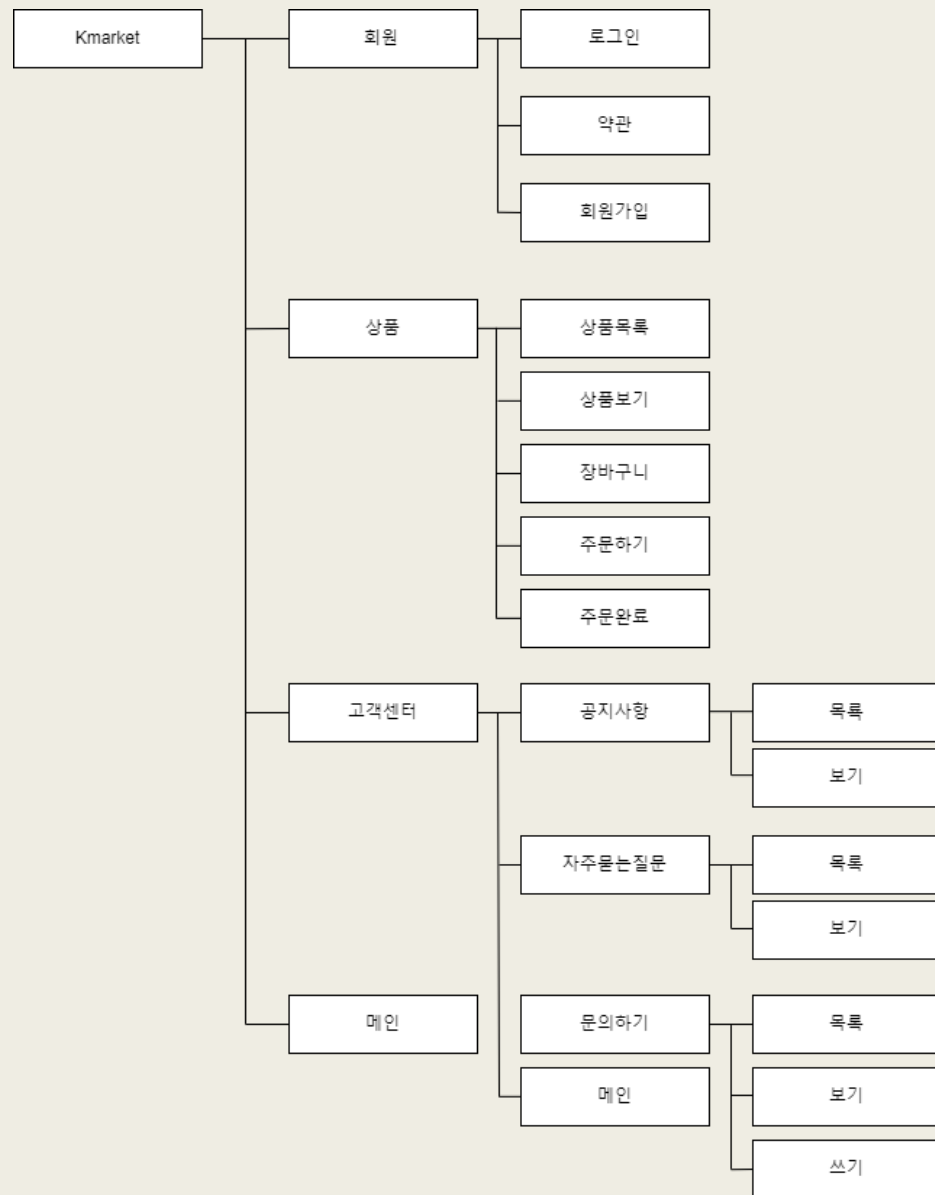 Kmarket
회원
로그인
약관
회원가입
상품
상품목록
상품보기
장바구니
주문하기
주문완료
고객센터
공지사항
목록
보기
자주묻는질문
목록
보기
메인
문의하기
목록
메인
보기
쓰기